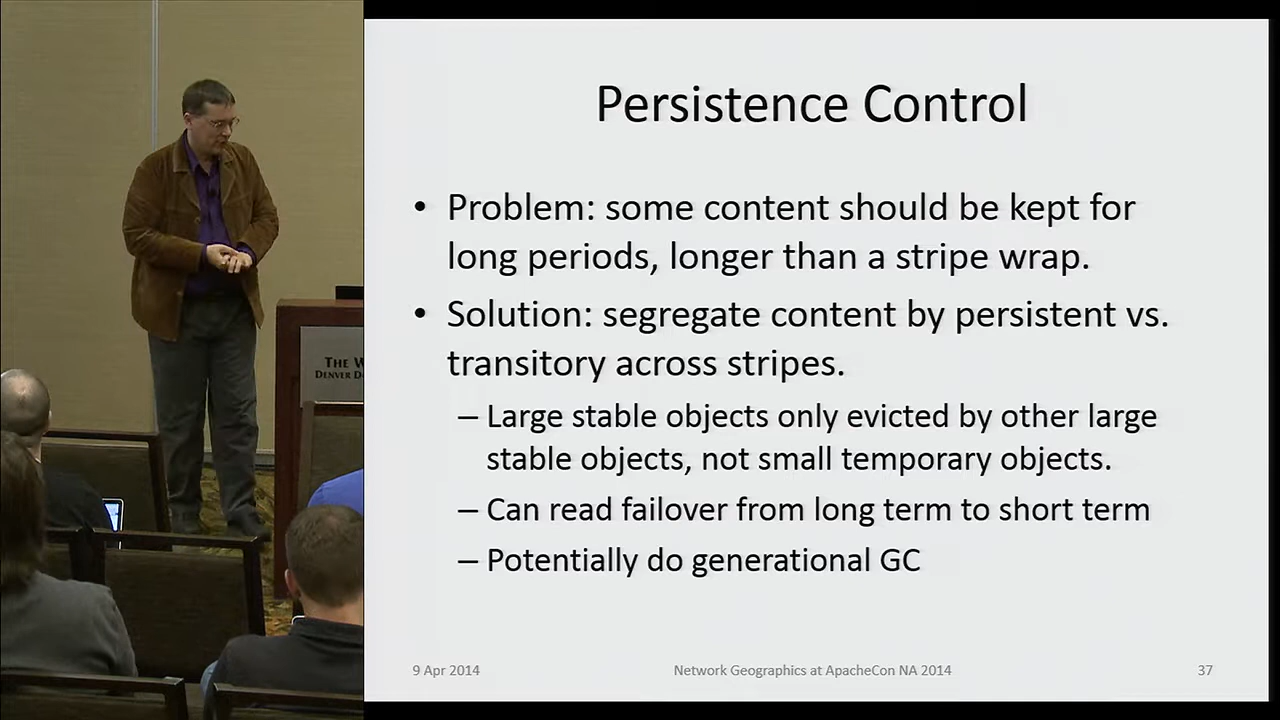 Persistence Control
• Problem: some content should be kept for
long periods, longer than a stripe wrap.
• Solution: segregate content by persistent vs.
transitory across stripes.
– Large stable objects only evicted by other large
stable objects, not small temporary objects.
– Can read failover from long term to short term
– Potentially do generational GC
9 Apr 2014
Network Geographics at ApacheCon NA 2014
37
THE W
DENVER D